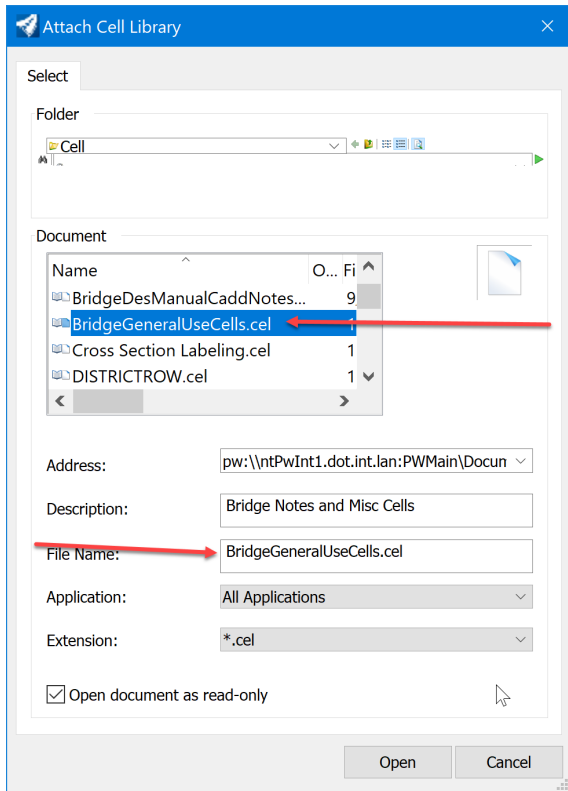 Attach Cell Library
Select
Folder
Cell
Document
Name O... Fi
BridgeDesManualCaddNotes... 9
BridgeGeneralUseCells.cel 1
Cross Section Labeling.cel 1
DISTRICTROW.cel 1
Address: pw:\\ntPwInt1.dot.int.lan:PWMain\Docun
Description: Bridge Notes and Misc Cells
File Name: BridgeGeneralUseCells.cel
Application: All Applications
Extension: *.cel
Open document as read-only
Open Cancel